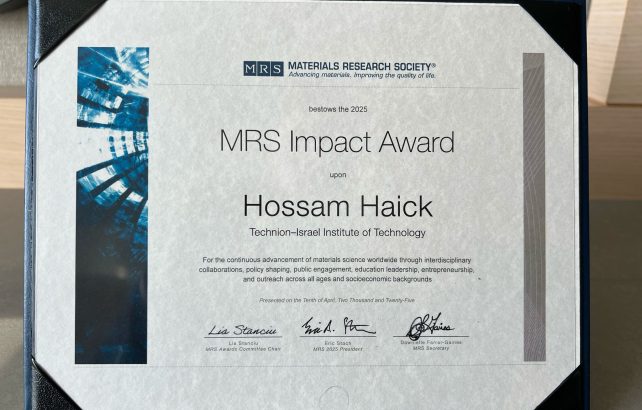 MRS MATERIALS RESEARCH SOCIETY®
Advancing materials. Improving the quality of life.
bestows the 2025
MRS Impact Award
upon
Hossam Haick
Technion–Israel Institute of Technology
For the continuous advancement of materials science worldwide through interdisciplinary
collaborations, policy shaping, public engagement, education leadership, entrepreneurship,
and outreach across all ages and socioeconomic backgrounds
Presented on the Tenth of April, Two Thousand and Twenty-Five
Lia Stanciu
Lia Stanciu
MRS Awards Committee Chair
Eric Stach
MRS 2025 President
MRS Secretary